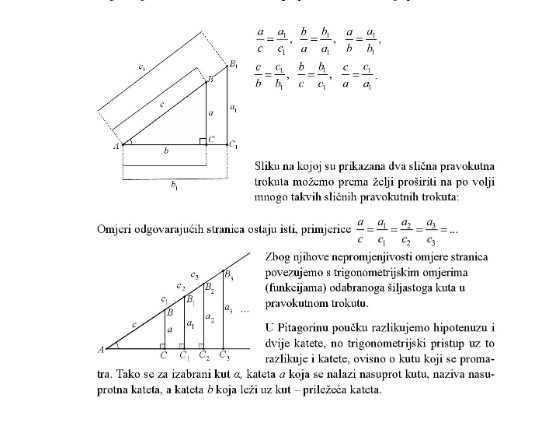 a/c = a₁/c₁, b/a = b₁/a₁, a/b = a₁/b₁,
c/b = c₁/b₁, b/c = b₁/c₁, c/a = c₁/a₁.
c₁
B₁
B
c
a
a₁
A
b
C
C₁
b₁
Sliku na kojoj su prikazana dva slična pravokutna
trokuta možemo prema želji proširiti na po volji
mnogo takvih sličnih pravokutnih trokuta:
Omjeri odgovarajućih stranica ostaju isti, primjerice a/c = a₁/c₁ = a₂/c₂ = a₃/c₃ = ...
c₃
B₃
c₂
B₂
c₁
B₁
B
c
a
a₁
a₂
a₃ ...
A
C C₁ C₂ C₃
Zbog njihove nepromjenjivosti omjere stranica
povezujemo s trigonometrijskim omjerima
(funkcijama) odabranoga šiljastoga kuta u
pravokutnom trokutu.
U Pitagorinu poučku razlikujemo hipotenuzu i
dvije katete, no trigonometrijski pristup uz to
razlikuje i katete, ovisno o kutu koji se proma-
tra. Tako se za izabrani kut α, kateta a koja se nalazi nasuprot kutu, naziva nasu-
protna kateta, a kateta b koja leži uz kut – priležeća kateta.